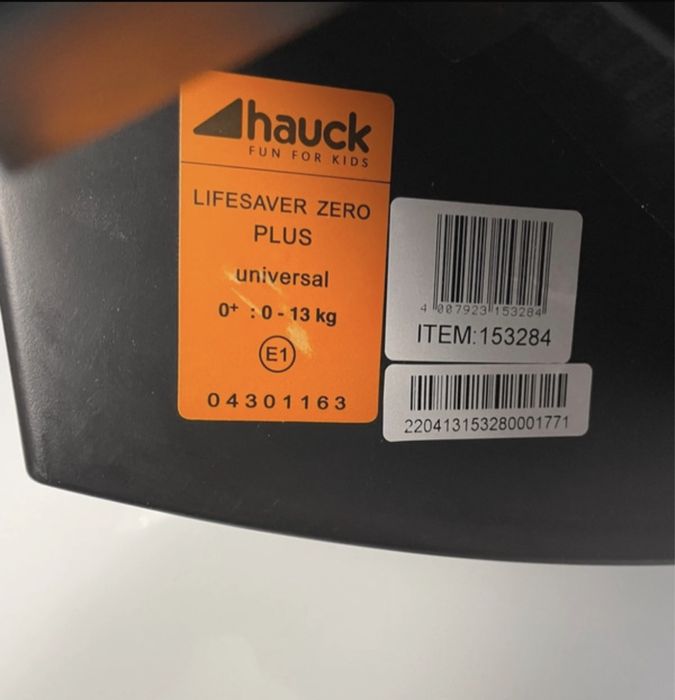 hauck
FUN FOR KIDS
LIFESAVER ZERO
PLUS
universal
0+ : 0 - 13 kg
E1
04301163
4 007923 153284
ITEM:153284
220413153280001771